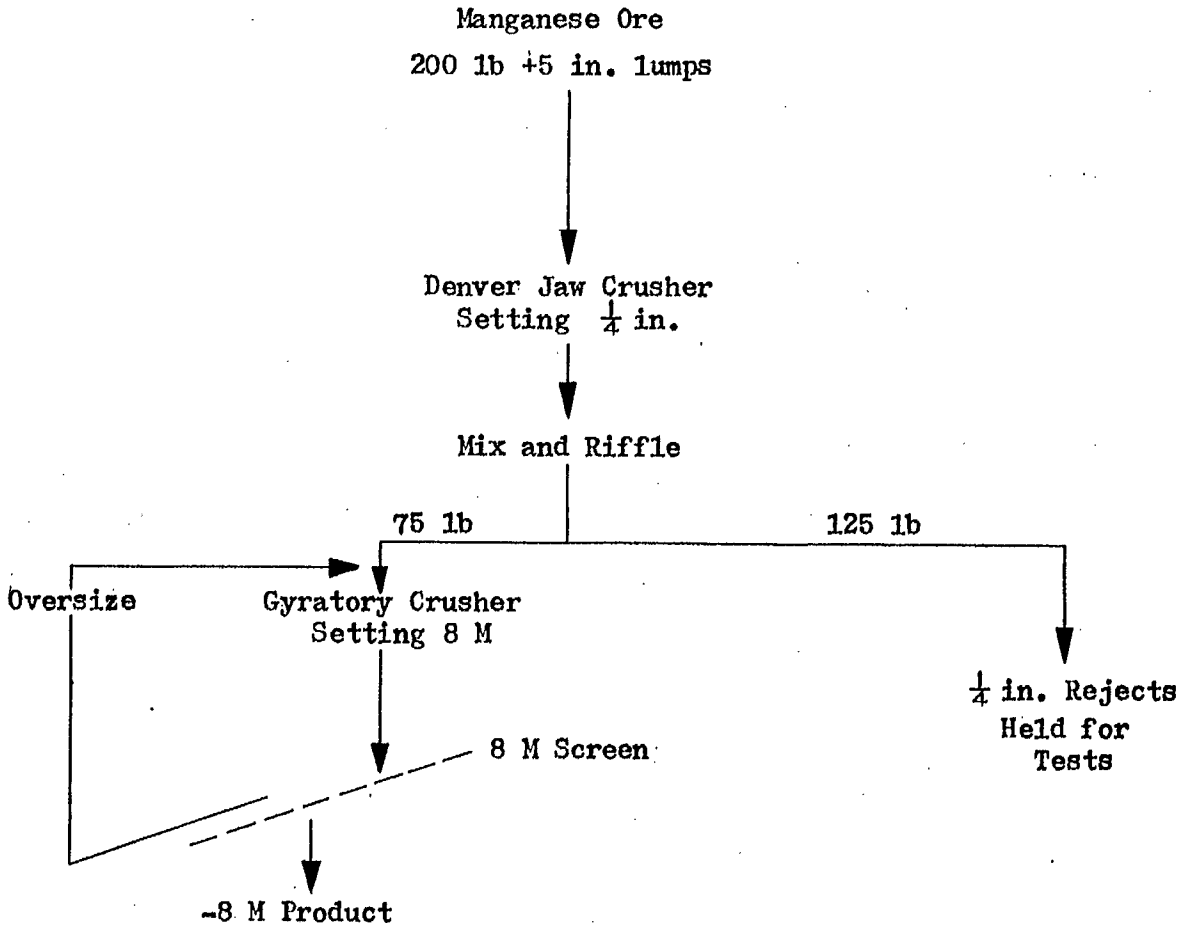 Manganese Ore
200 lb +5 in. lumps
Denver Jaw Crusher
Setting 1/4 in.
Mix and Riffle
75 lb
125 lb
Oversize
Gyratory Crusher
Setting 8 M
1/4 in. Rejects
Held for
Tests
8 M Screen
-8 M Product